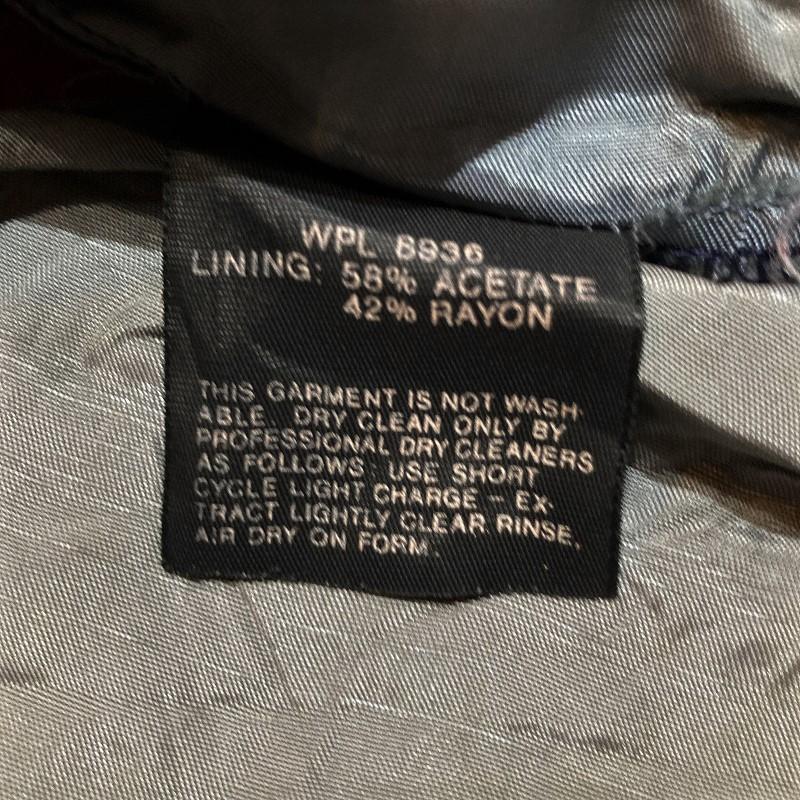 WPL 8936
LINING: 58% ACETATE
42% RAYON
THIS GARMENT IS NOT WASH-
ABLE. DRY CLEAN ONLY BY
PROFESSIONAL DRY CLEANERS
AS FOLLOWS: USE SHORT
CYCLE LIGHT CHARGE - EX-
TRACT LIGHTLY CLEAR RINSE,
AIR DRY ON FORM.